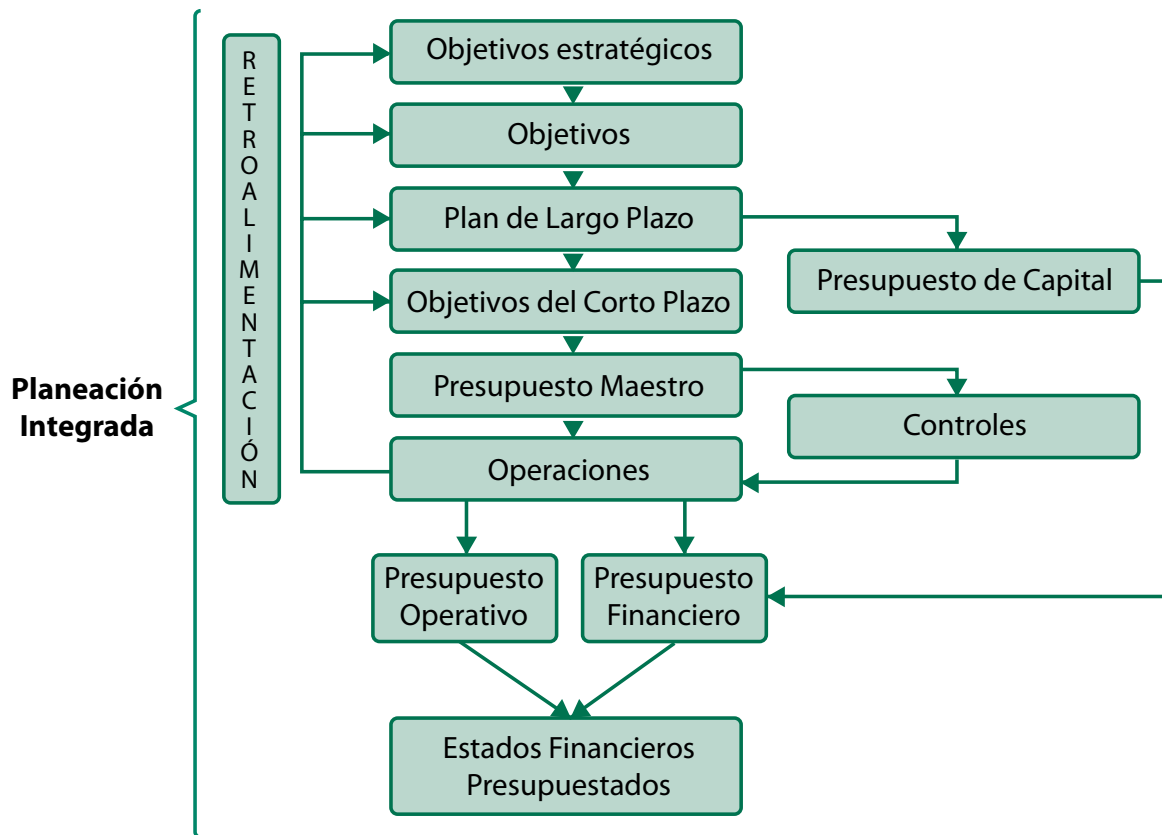 Planeación
Integrada
RETROALIMENTACIÓN
Objetivos estratégicos
Objetivos
Plan de Largo Plazo
Presupuesto de Capital
Objetivos del Corto Plazo
Presupuesto Maestro
Controles
Operaciones
Presupuesto
Operativo
Presupuesto
Financiero
Estados Financieros
Presupuestados